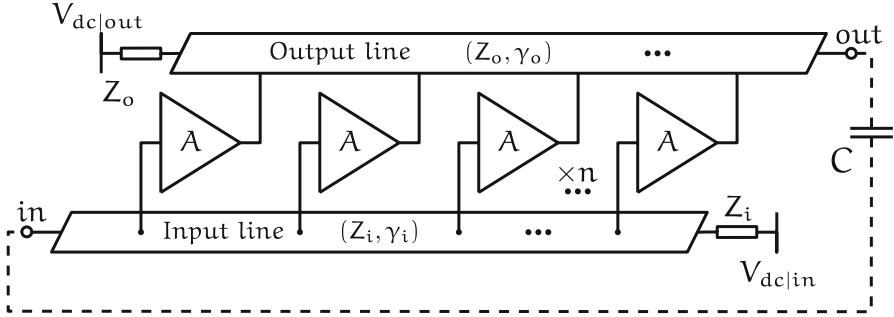 V_dc|out
Output line (Z_o, γ_o) •••
out
Z_o
A A A A
C
×n
•••
in
Input line (Z_i, γ_i) •••
Z_i
V_dc|in